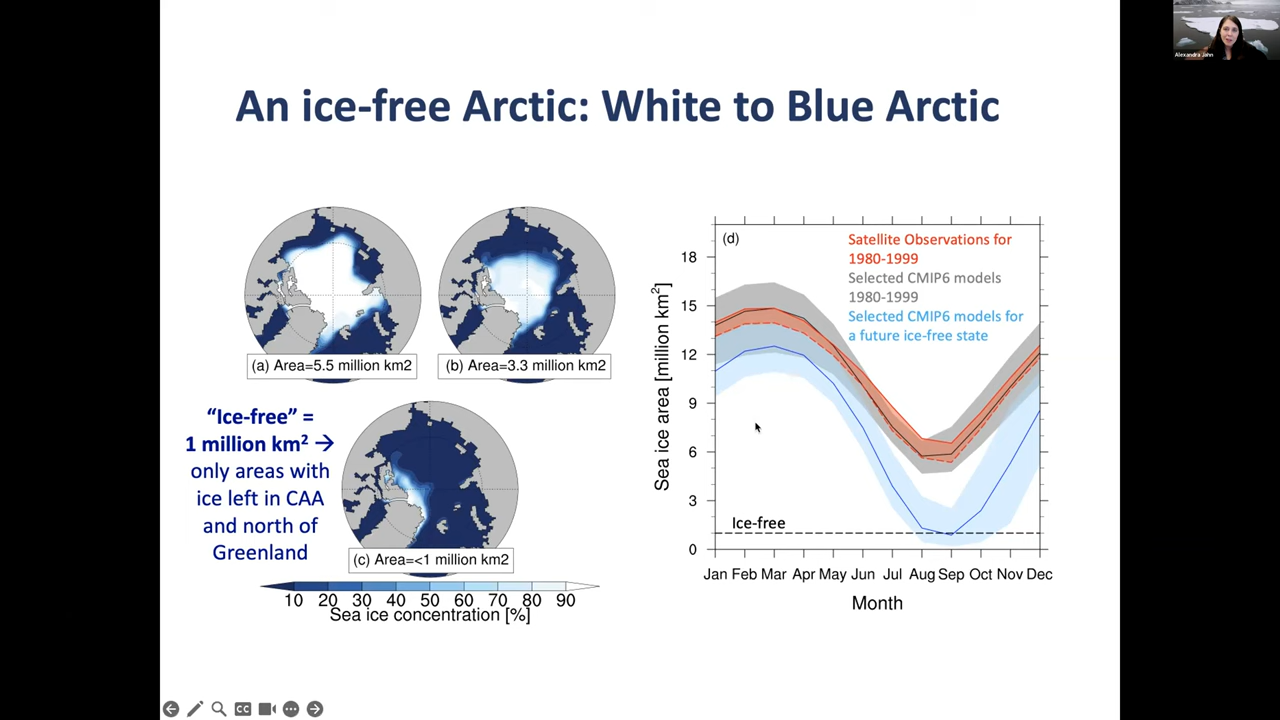 An ice-free Arctic: White to Blue Arctic
Alexandra Jahn
(a) Area=5.5 million km2
(b) Area=3.3 million km2
“Ice-free” =
1 million km² →
only areas with
ice left in CAA
and north of
Greenland
(c) Area=<1 million km2
10 20 30 40 50 60 70 80 90
Sea ice concentration [%]
(d)
Satellite Observations for
1980-1999
Selected CMIP6 models
1980-1999
Selected CMIP6 models for
a future ice-free state
Sea ice area [million km²]
18
15
12
9
6
3
0
Ice-free
Jan Feb Mar Apr May Jun Jul Aug Sep Oct Nov Dec
Month
CC